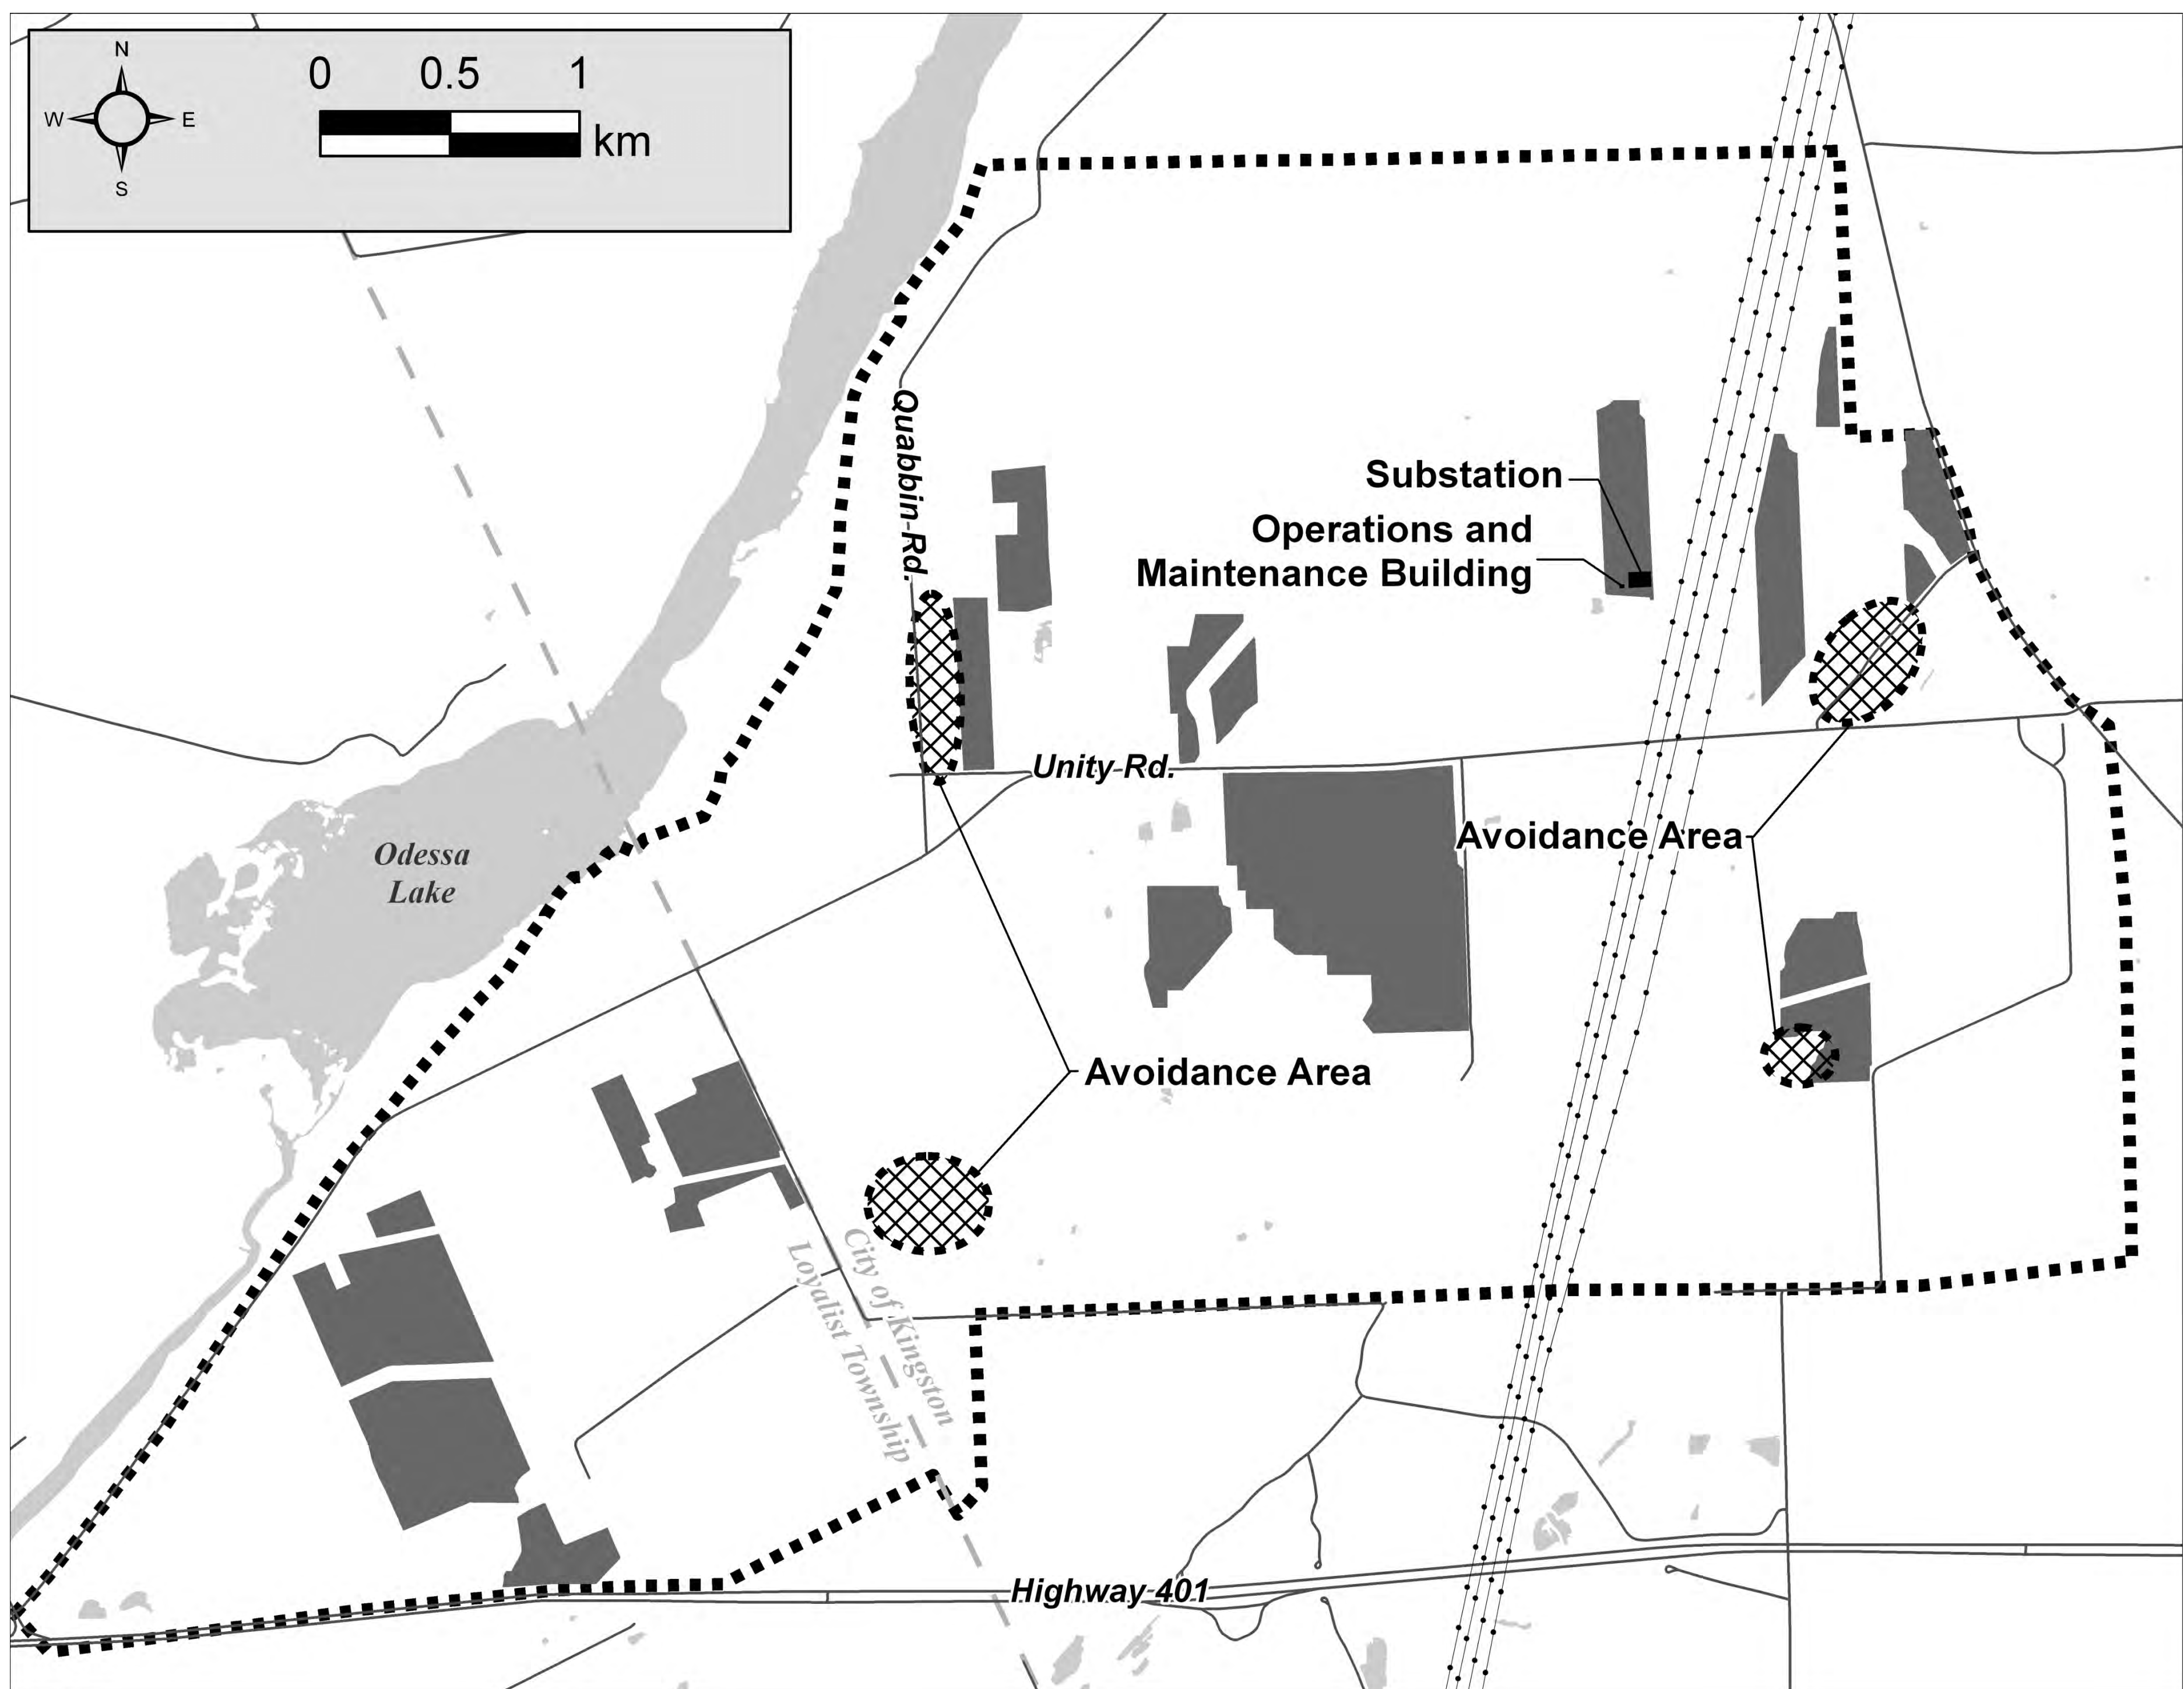 N
0 0.5 1
W E
km
S
Quabbin Rd.
Substation
Operations and
Maintenance Building
Unity Rd.
Avoidance Area
Odessa
Lake
Avoidance Area
City of Kingston
Loyalist Township
Highway 401